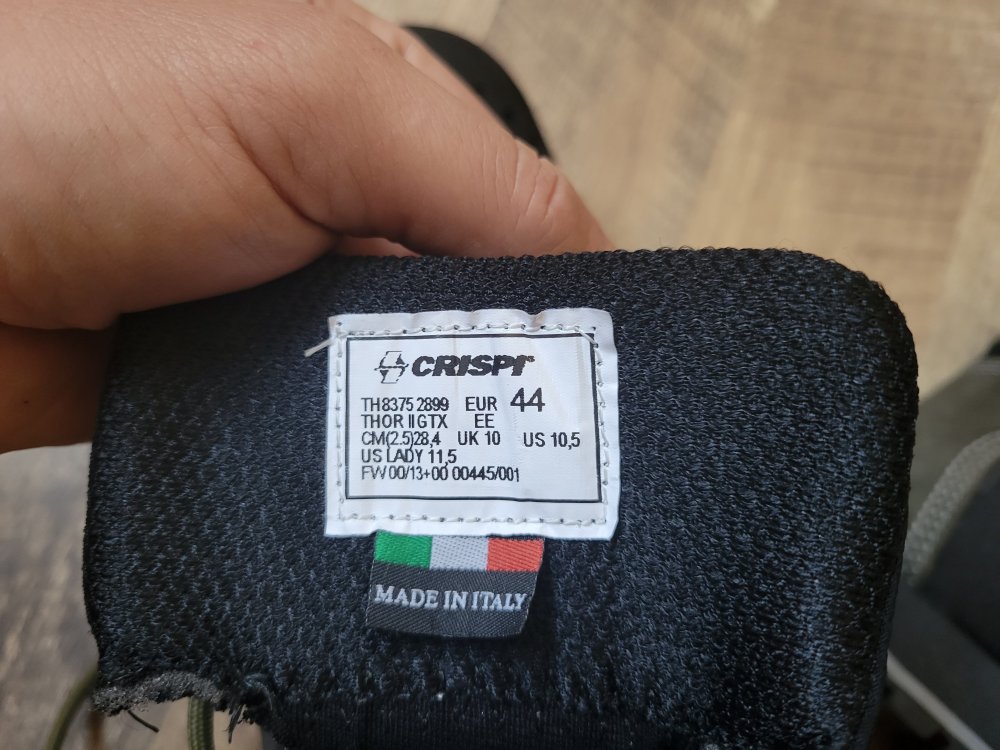 CRISPI
TH8375 2899 EUR 44
THOR II GTX EE
CM(2.5)28,4 UK 10 US 10,5
US LADY 11,5
FW 00/13+00 00445/001
MADE IN ITALY